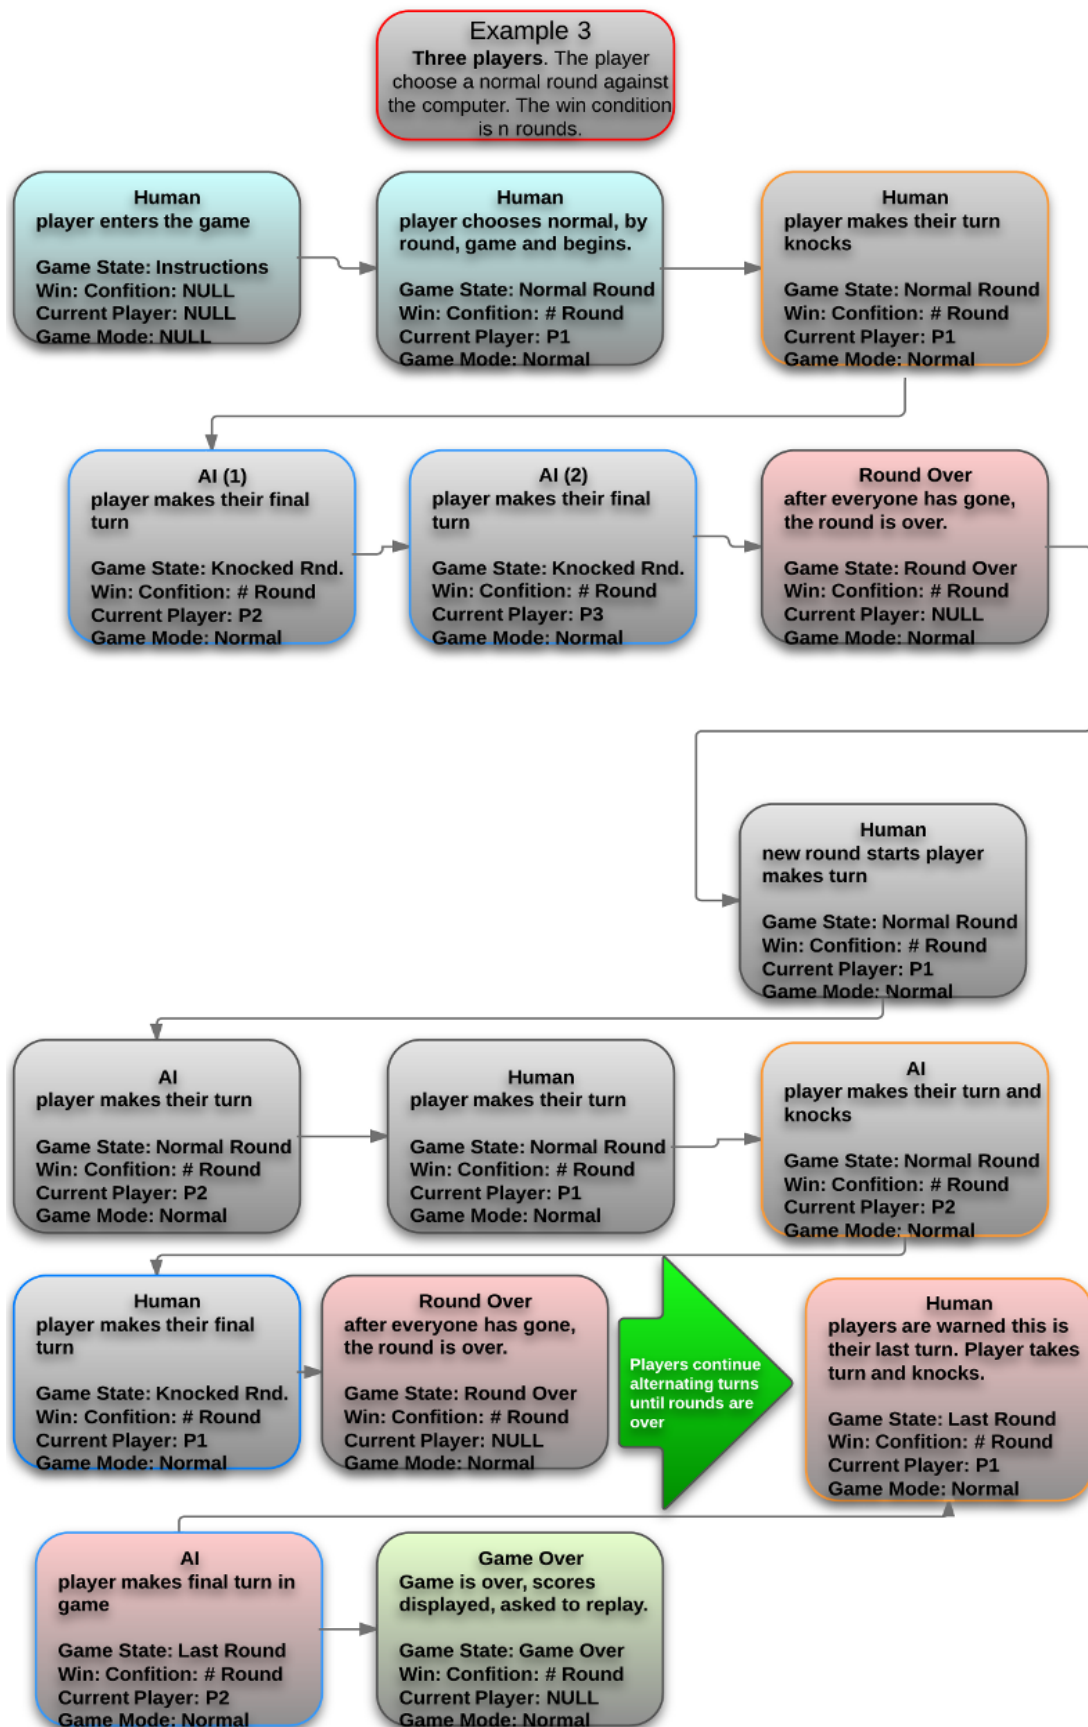 Example 3
Three players. The player
choose a normal round against
the computer. The win condition
is n rounds.
Human
player enters the game
Game State: Instructions
Win: Confition: NULL
Current Player: NULL
Game Mode: NULL
Human
player chooses normal, by
round, game and begins.
Game State: Normal Round
Win: Confition: # Round
Current Player: P1
Game Mode: Normal
Human
player makes their turn
knocks
Game State: Normal Round
Win: Confition: # Round
Current Player: P1
Game Mode: Normal
AI (1)
player makes their final
turn
Game State: Knocked Rnd.
Win: Confition: # Round
Current Player: P2
Game Mode: Normal
AI (2)
player makes their final
turn
Game State: Knocked Rnd.
Win: Confition: # Round
Current Player: P3
Game Mode: Normal
Round Over
after everyone has gone,
the round is over.
Game State: Round Over
Win: Confition: # Round
Current Player: NULL
Game Mode: Normal
Human
new round starts player
makes turn
Game State: Normal Round
Win: Confition: # Round
Current Player: P1
Game Mode: Normal
AI
player makes their turn
Game State: Normal Round
Win: Confition: # Round
Current Player: P2
Game Mode: Normal
Human
player makes their turn
Game State: Normal Round
Win: Confition: # Round
Current Player: P1
Game Mode: Normal
AI
player makes their turn and
knocks
Game State: Normal Round
Win: Confition: # Round
Current Player: P2
Game Mode: Normal
Human
player makes their final
turn
Game State: Knocked Rnd.
Win: Confition: # Round
Current Player: P1
Game Mode: Normal
Round Over
after everyone has gone,
the round is over.
Game State: Round Over
Win: Confition: # Round
Current Player: NULL
Game Mode: Normal
Players continue
alternating turns
until rounds are
over
Human
players are warned this is
their last turn. Player takes
turn and knocks.
Game State: Last Round
Win: Confition: # Round
Current Player: P1
Game Mode: Normal
AI
player makes final turn in
game
Game State: Last Round
Win: Confition: # Round
Current Player: P2
Game Mode: Normal
Game Over
Game is over, scores
displayed, asked to replay.
Game State: Game Over
Win: Confition: # Round
Current Player: NULL
Game Mode: Normal